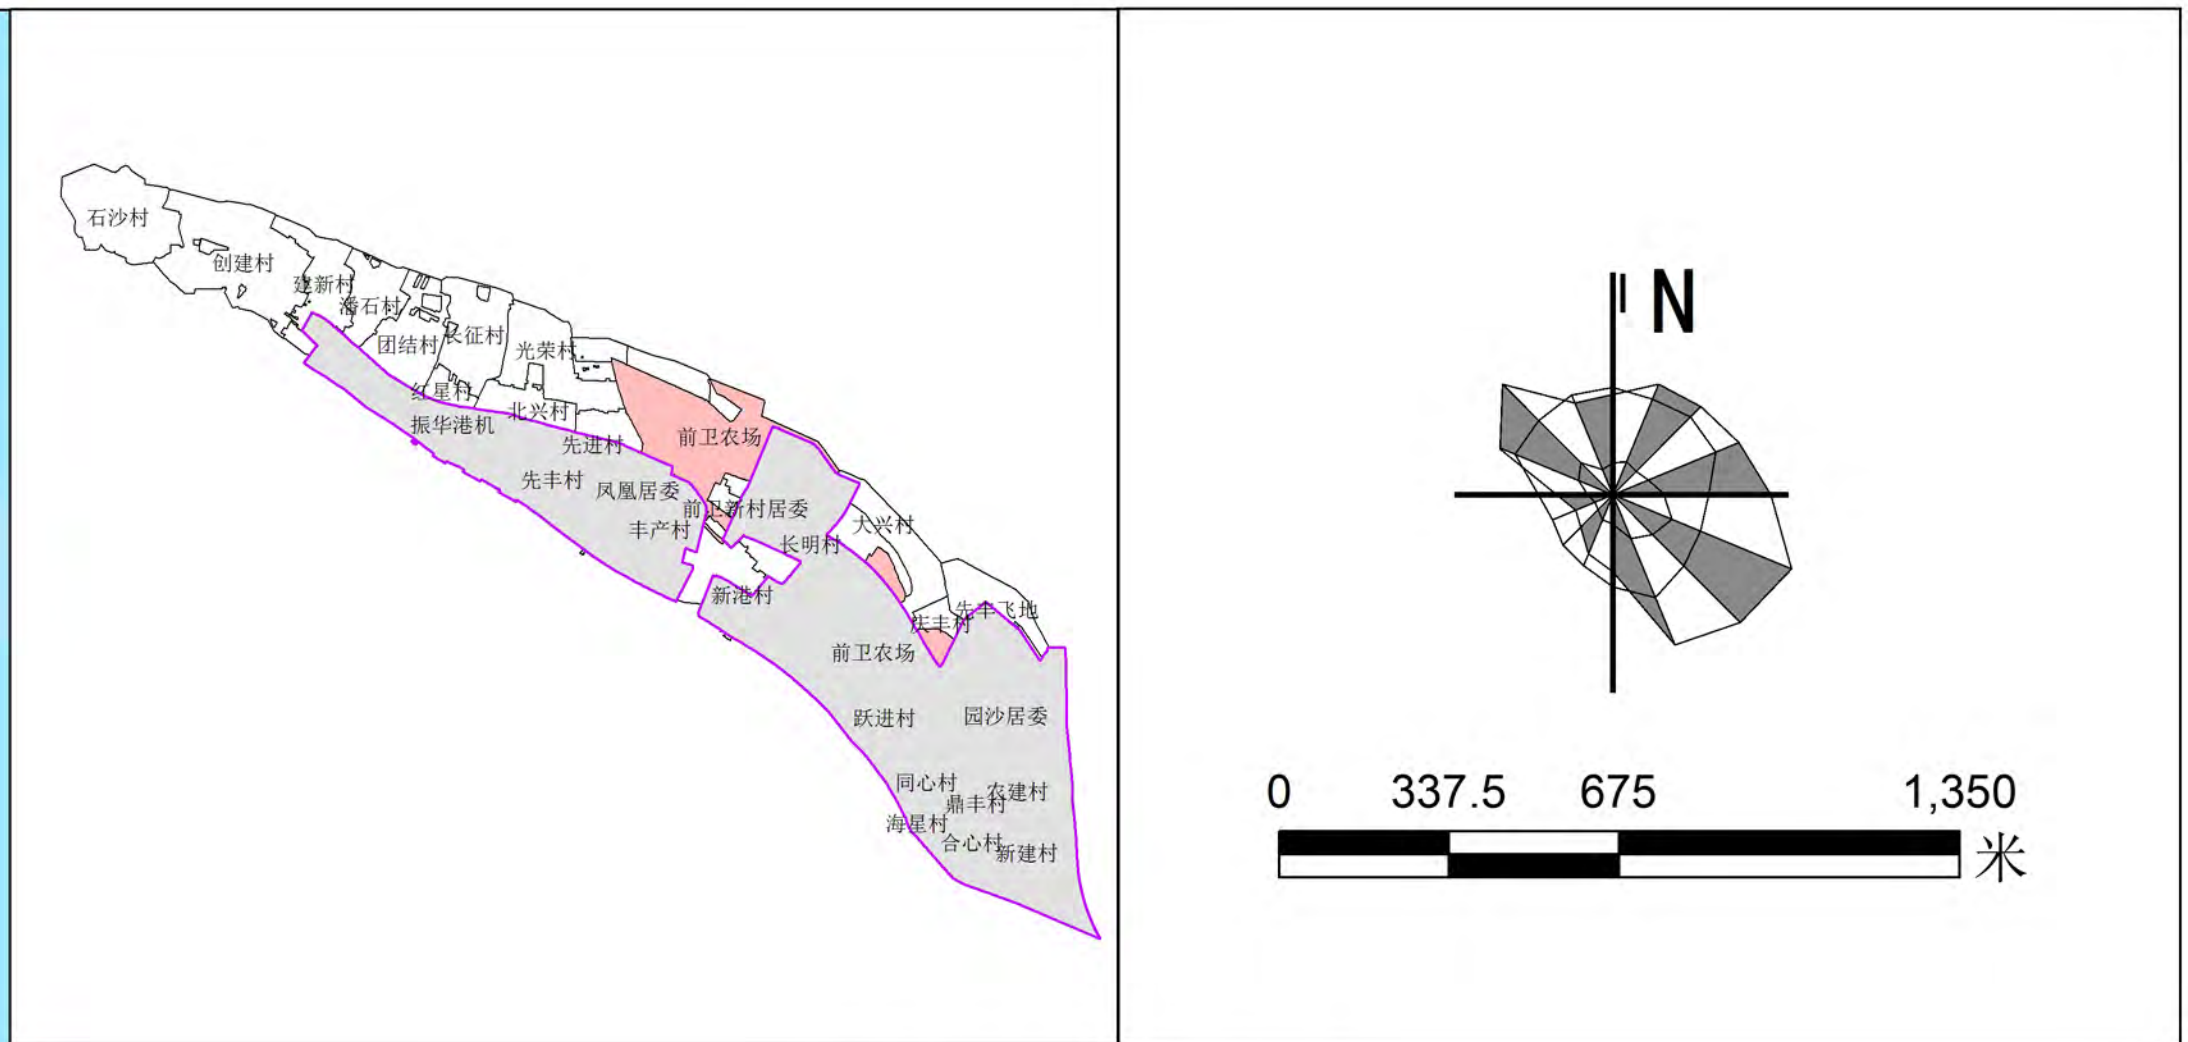 石沙村
创建村
建新村
潘石村
团结村
长征村
光荣村
红星村
北兴村
振华港机
先进村
前卫农场
先丰村
凤凰居委
前卫新村居委
丰产村
大兴村
长明村
新港村
先丰飞地
庆丰村
前卫农场
跃进村
园沙居委
同心村
农建村
鼎丰村
海星村
合心村
新建村
N
0 337.5 675 1,350
米